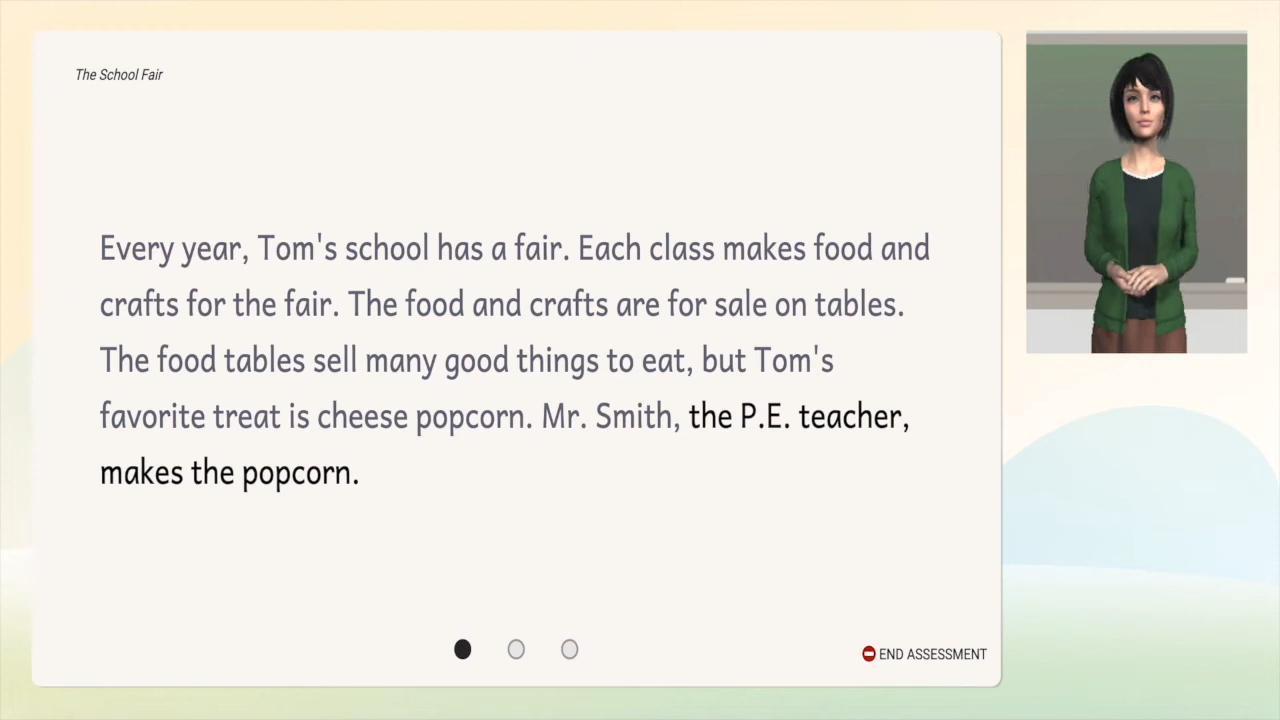 The School Fair
Every year, Tom's school has a fair. Each class makes food and
crafts for the fair. The food and crafts are for sale on tables.
The food tables sell many good things to eat, but Tom's
favorite treat is cheese popcorn. Mr. Smith, the P.E. teacher,
makes the popcorn.
END ASSESSMENT